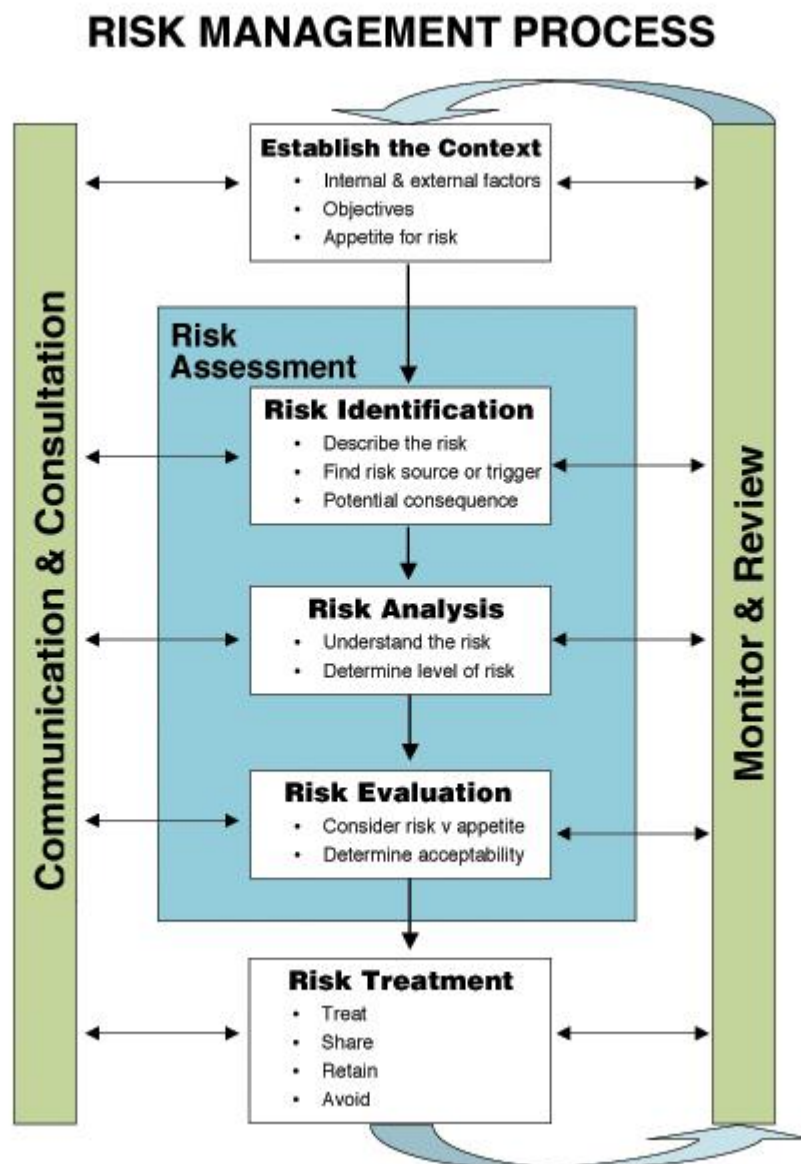 RISK MANAGEMENT PROCESS
Establish the Context
• Internal & external factors
• Objectives
• Appetite for risk
Communication & Consultation
Monitor & Review
Risk
Assessment
Risk Identification
• Describe the risk
• Find risk source or trigger
• Potential consequence
Risk Analysis
• Understand the risk
• Determine level of risk
Risk Evaluation
• Consider risk v appetite
• Determine acceptability
Risk Treatment
• Treat
• Share
• Retain
• Avoid